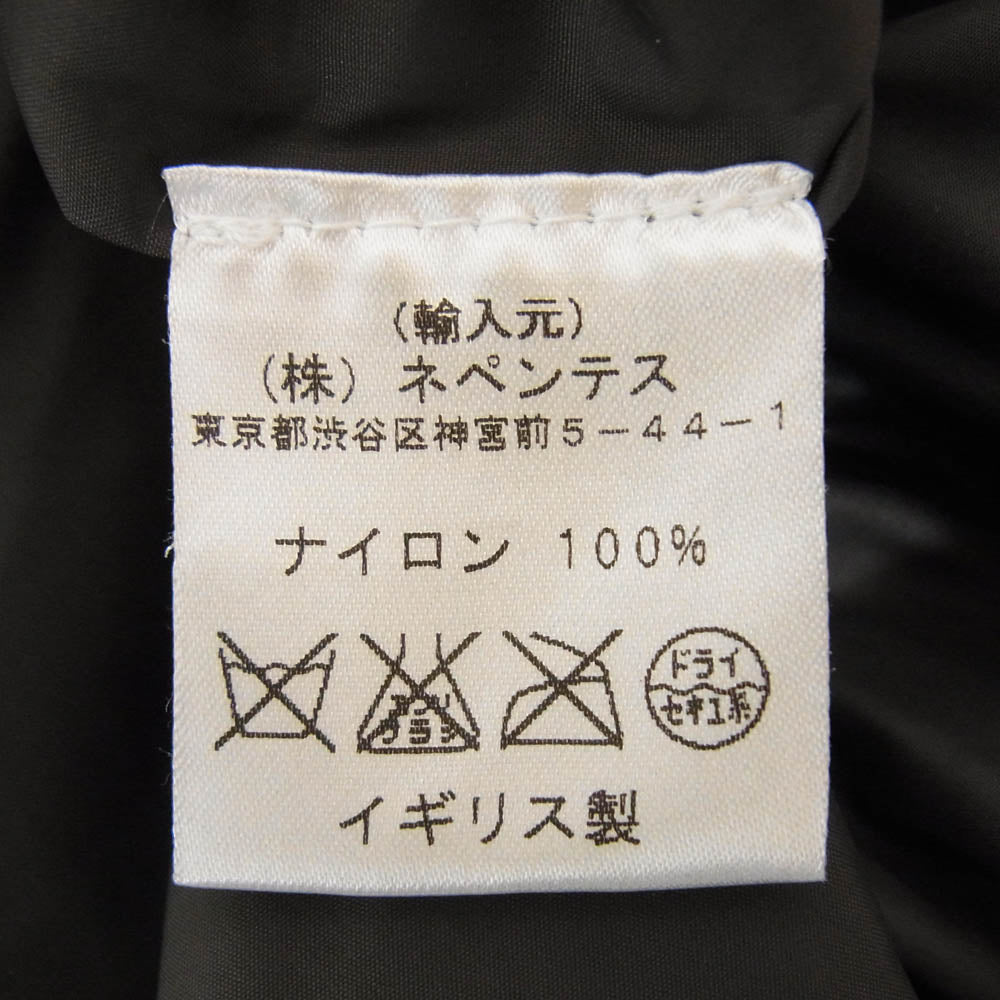 (輸入元)
(株) ネペンテス
東京都渋谷区神宮前5-44-1
ナイロン 100%
ドライ
セキユ系
イギリス製